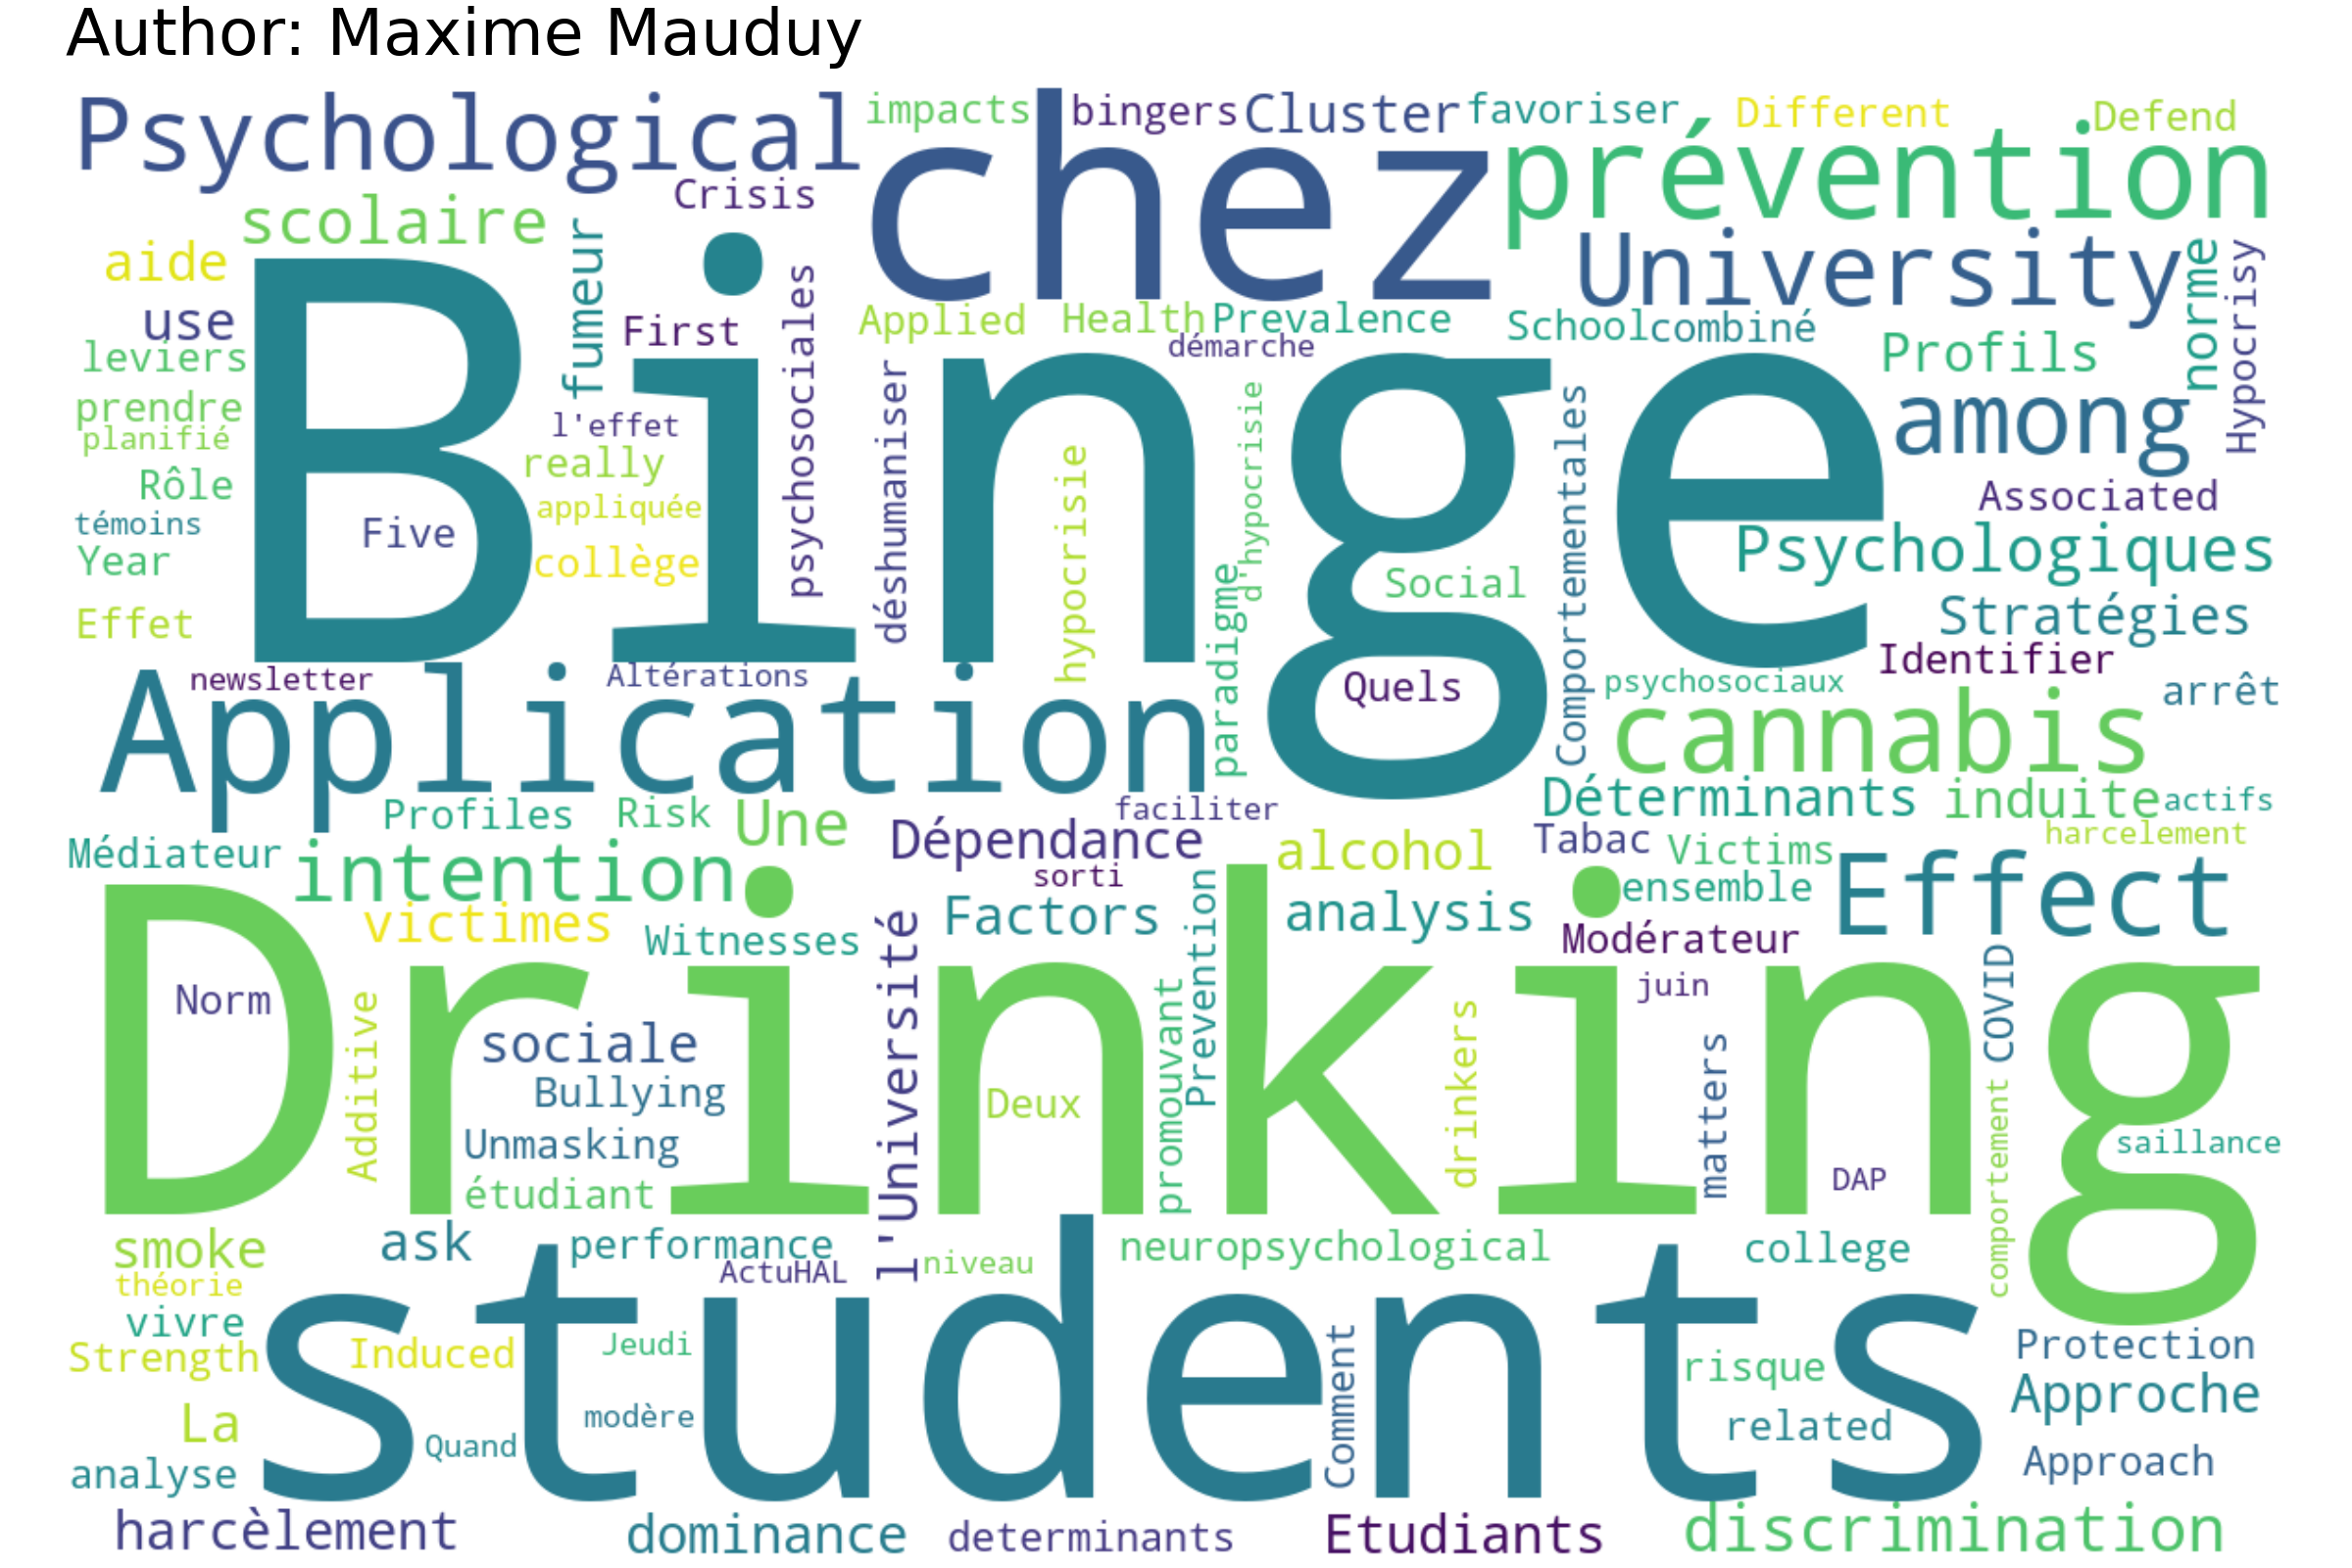 Author: Maxime Mauduy
Psychological
impacts
chez
bingers
Cluster
favoriser
Different
Defend
prévention
Crisis
scolaire
fumeur
University
norme
Hypocrisy
aide
use
First
psychosociales
Applied
Health
Prevalence
School
combiné
démarche
Profils
leviers
Binge
déshumaniser
d'hypocrisie
Comportementales
among
prendre
planifié
l'effet
really
hypocrisie
Rôle
appliquée
Associated
témoins
Five
Year
collège
Social
Psychologiques
paradigme
Effet
Stratégies
newsletter
Altérations
Quels
psychosociaux
Identifier
arrêt
Application
cannabis
Profiles
Risk
Une
faciliter
Déterminants
induite
actifs
Médiateur
intention
Dépendance
alcohol
Tabac
Victims
harcelement
sorti
ensemble
Effect
victimes
Witnesses
l'Université
Factors
Prevention
analysis
Modérateur
Drinking
Norm
juin
COVID
Additive
sociale
promouvant
drinkers
matters
Bullying
Deux
Unmasking
saillance
étudiant
DAP
comportement
smoke
ask
performance
ActuHAL
niveau
neuropsychological
college
théorie
students
vivre
Strength
Induced
Jeudi
Comment
risque
Protection
La
modère
Approche
Quand
related
analyse
Approach
harcèlement
dominance
determinants
Etudiants
discrimination